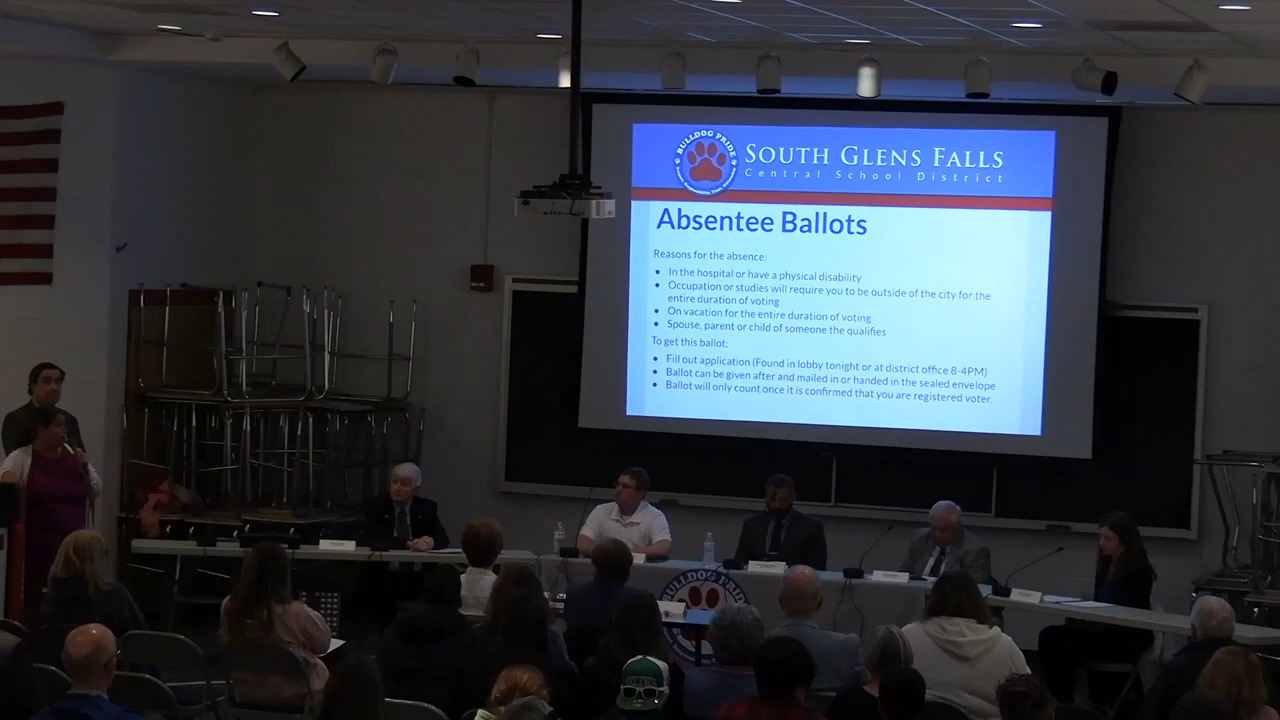 BULLDOG PRIDE
SOUTH GLENS FALLS
Central School District
Absentee Ballots
Reasons for the absence:
In the hospital or have a physical disability
Occupation or studies will require you to be outside of the city for the
entire duration of voting
On vacation for the entire duration of voting
Spouse, parent or child of someone the qualifies
To get this ballot:
Fill out application (Found in lobby tonight or at district office 8-4PM)
Ballot can be given after and mailed in or handed in the sealed envelope
Ballot will only count once it is confirmed that you are registered voter.
BULLDOG PRIDE